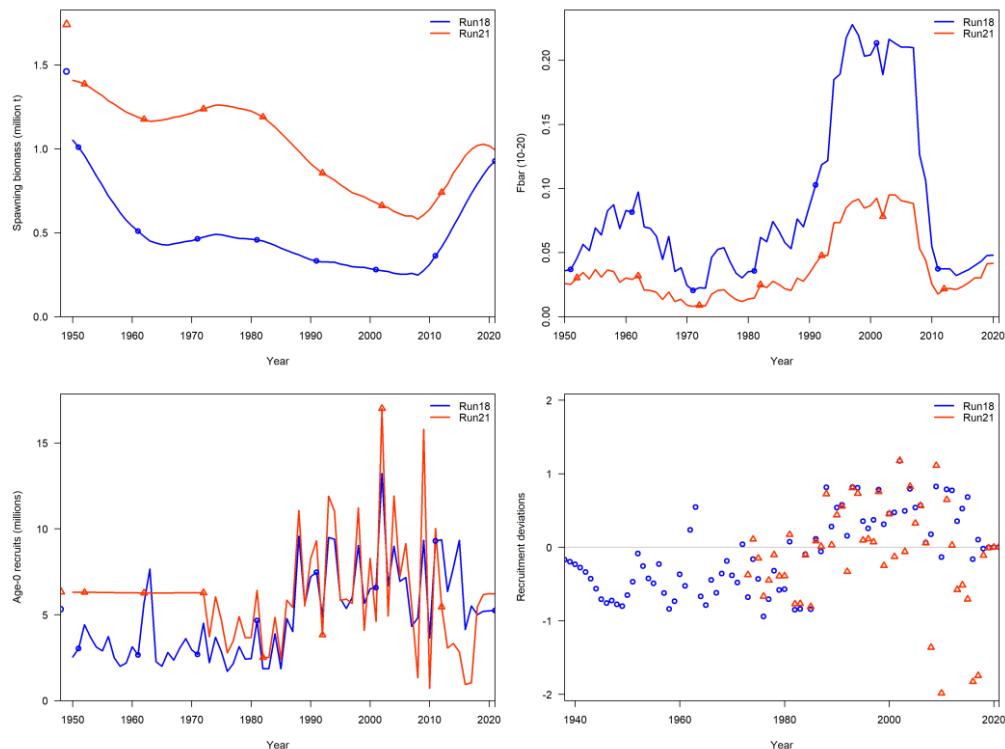 Run18
Run21
Spawning biomass (million t)
1.5
1.0
0.5
0.0
1950 1960 1970 1980 1990 2000 2010 2020
Year
Run18
Run21
Fbar (10-20)
0.20
0.15
0.10
0.05
0.00
1950 1960 1970 1980 1990 2000 2010 2020
Year
Run18
Run21
Age-0 recruits (millions)
15
10
5
0
1950 1960 1970 1980 1990 2000 2010 2020
Year
Run18
Run21
Recruitment deviations
2
1
0
-1
-2
1940 1960 1980 2000 2020
Year